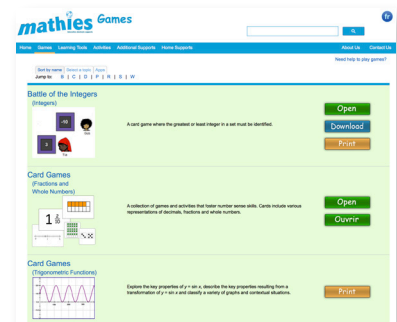 mathies Games
fr
Home Games Learning Tools Activities Additional Supports Home Supports About Us Contact Us
Need help to play games?
Sort by name | Select a topic | Apps
Jump to: B | C | D | P | R | S | W
Battle of the Integers
(Integers)
-10
3
A card game where the greatest or least integer in a set must be identified.
Open
Download
Print
Card Games
(Fractions and
Whole Numbers)
A collection of games and activities that foster number sense skills. Cards include various
representations of decimals, fractions and whole numbers.
Open
Ouvrir
Card Games
(Trigonometric Functions)
Explore the key properties of y = sin x, describe the key properties resulting from a
transformation of y = sin x and classify a variety of graphs and contextual situations.
Print